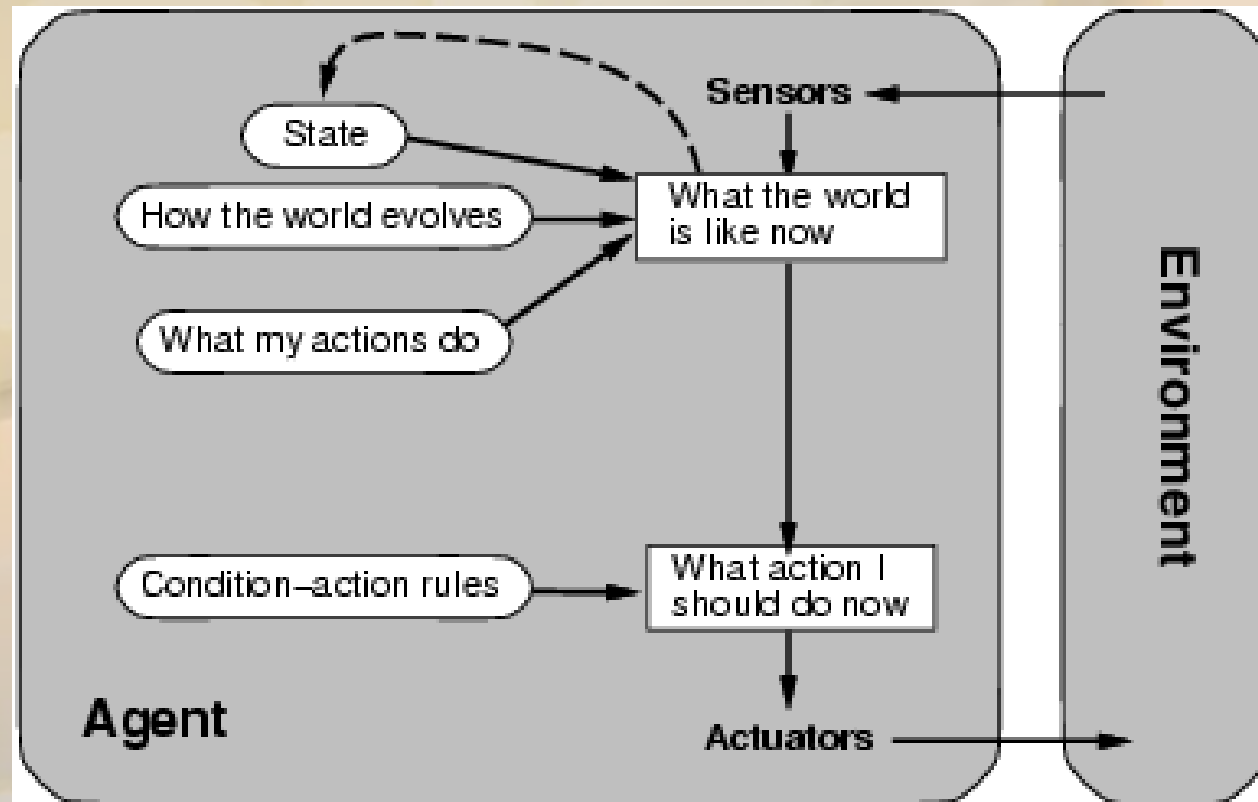 Sensors
State
What the world
is like now
How the world evolves
What my actions do
Environment
Condition–action rules
What action I
should do now
Agent
Actuators